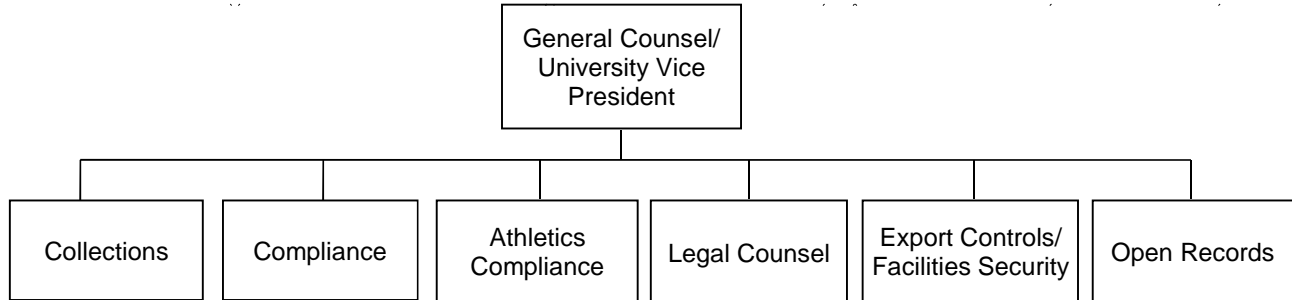 General Counsel/
University Vice
President
Collections
Compliance
Athletics
Compliance
Legal Counsel
Export Controls/
Facilities Security
Open Records